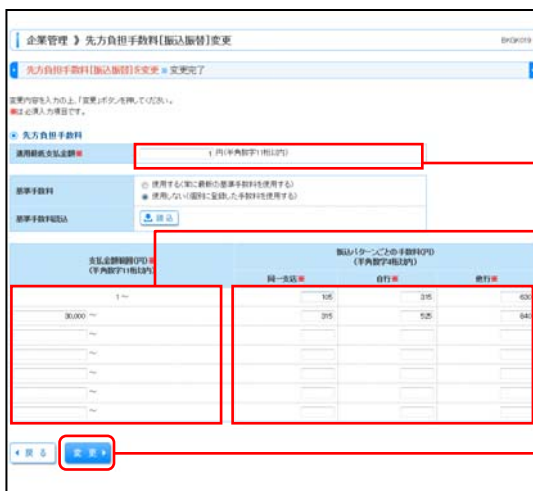 企業管理 》 先方負担手数料[振込振替]変更
BKGK019
先方負担手数料[振込振替]を変更 » 変更完了
変更内容を入力の上、「変更」ボタンを押してください。
■は必須入力項目です。
先方負担手数料
適用最低支払金額■ 1 円(半角数字11桁以内)
基準手数料
使用する(常に最新の基準手数料を使用する)
使用しない(個別に登録した手数料を使用する)
基準手数料読込 読込
支払金額範囲(円)■
(半角数字11桁以内)
振込パターンごとの手数料(円)
(半角数字4桁以内)
同一支店■ 自行■ 他行■
1 ～ 105 315 630
30,000 ～ 315 525 840
～
～
～
～
～
戻る 変更